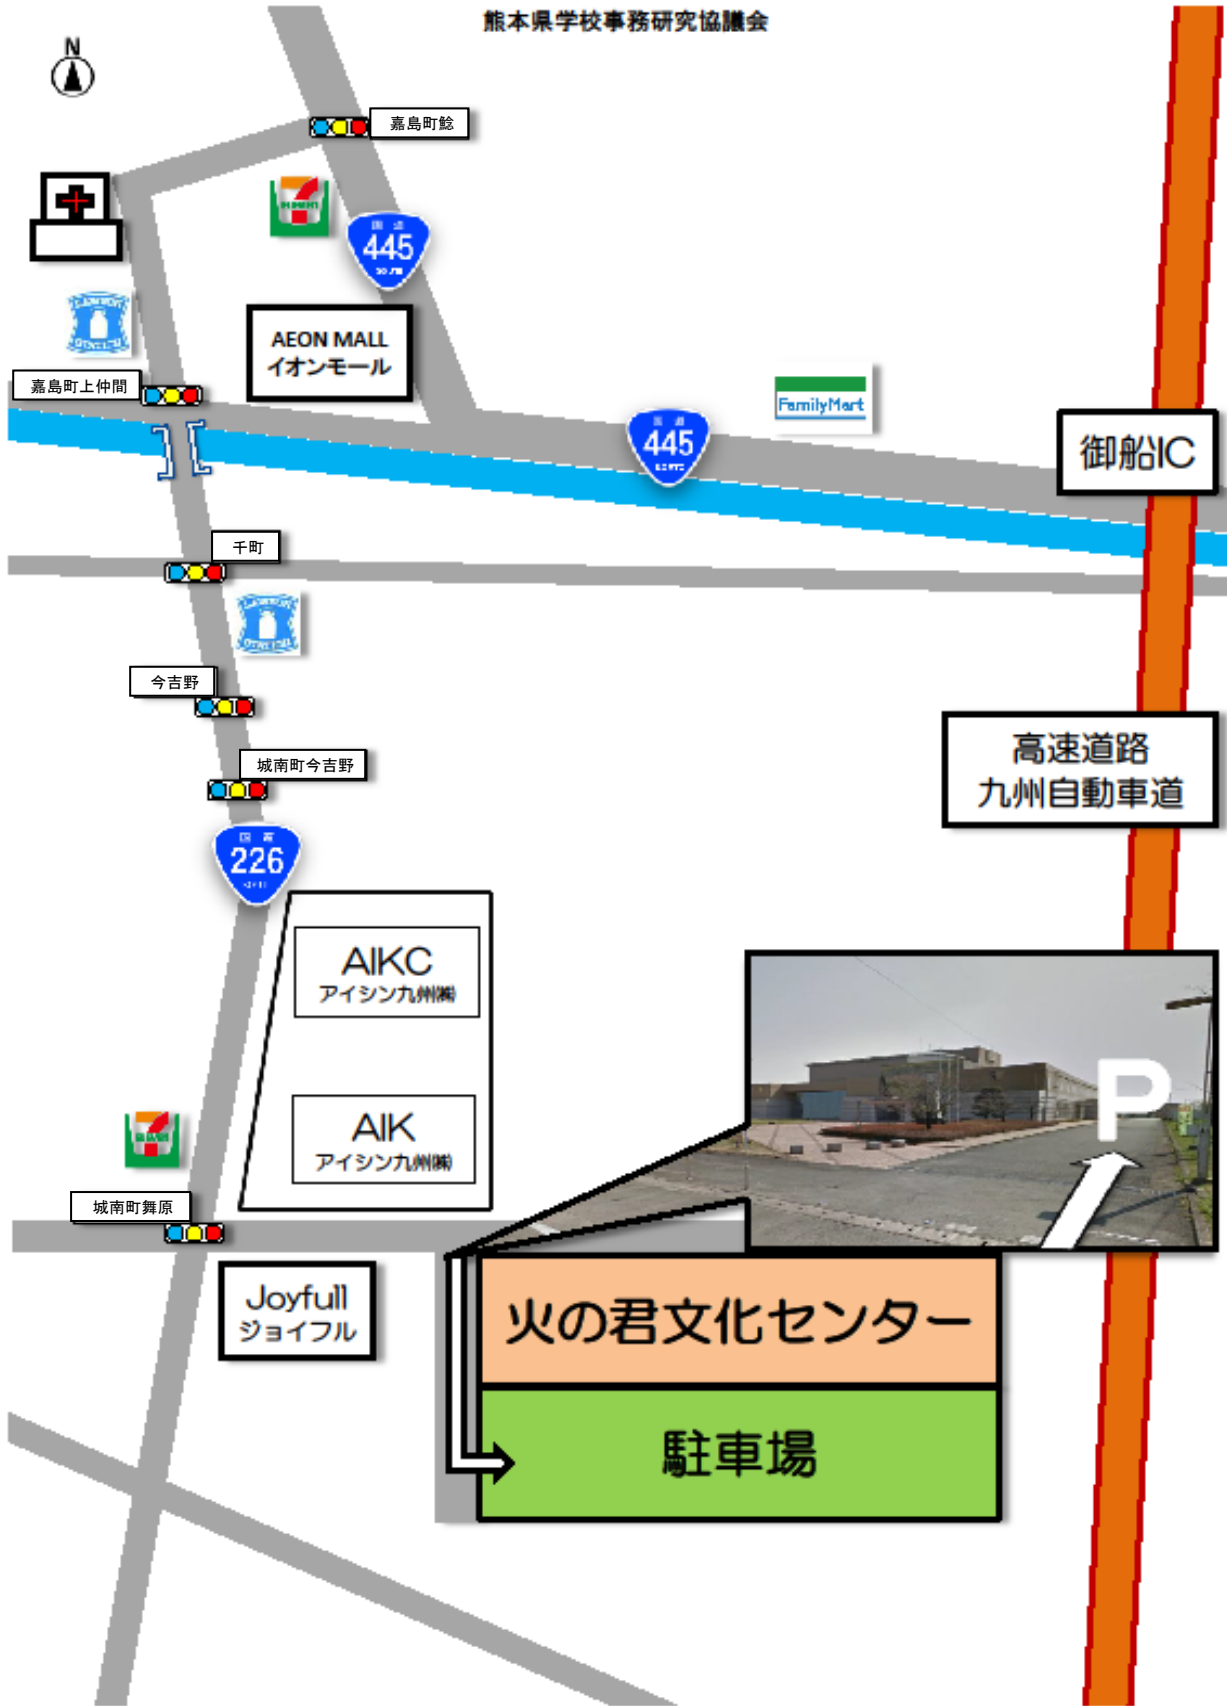 熊本県学校事務研究協議会
N
嘉島町鯰
国道
445
AEON MALL
イオンモール
嘉島町上仲間
FamilyMart
国道
445
御船IC
千町
今吉野
城南町今吉野
高速道路
九州自動車道
226
AIKC
アイシン九州㈱
AIK
アイシン九州㈱
P
城南町舞原
Joyfull
ジョイフル
火の君文化センター
駐車場